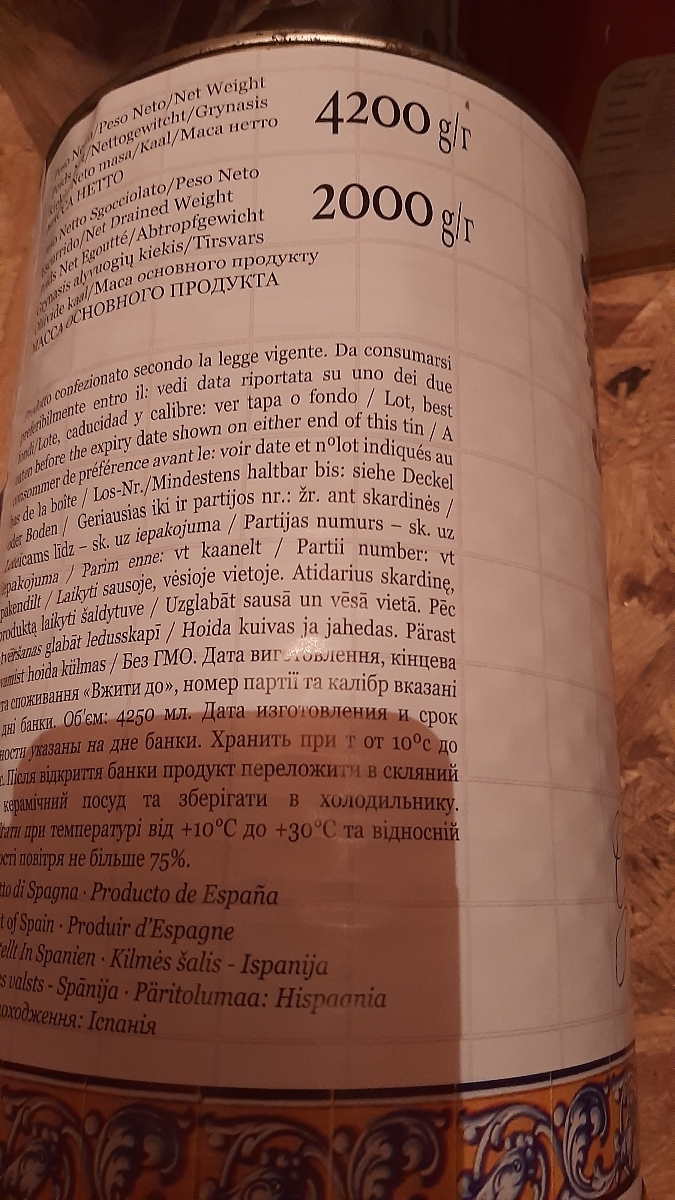 Neto/Peso Neto/Net Weight
Nettogewitcht/Grynasis
Neto masa/Kaal/Маса нетто
НЕТТО
4200 g/г
Netto Sgocciolato/Peso Neto
Escurrido/Net Drained Weight
Net Egoutté/Abtropfgewicht
Grynasis alyvuogių kiekis/Tīrsvars
kaal/Маса основного продукту
МАССА ОСНОВНОГО ПРОДУКТА
2000 g/г
confezionato secondo la legge vigente. Da consumarsi
preferibilmente entro il: vedi data riportata su uno dei due
fondi/Lote, caducidad y calibre: ver tapa o fondo / Lot, best
before the expiry date shown on either end of this tin / A
consommer de préférence avant le: voir date et nºlot indiqués au
de la boîte / Los-Nr./Mindestens haltbar bis: siehe Deckel
oder Boden / Geriausias iki ir partijos nr.: žr. ant skardinės /
līdz – sk. uz iepakojuma / Partijas numurs – sk. uz
iepakojuma / Parim enne: vt kaanelt / Partii number: vt
pakendilt / Laikyti sausoje, vėsioje vietoje. Atidarius skardinę,
produktą laikyti šaldytuve / Uzglabāt sausā un vēsā vietā. Pēc
atvēršanas glabāt ledusskapī / Hoida kuivas ja jahedas. Pärast
avamist hoida külmas / Без ГМО. Дата виготовлення, кінцева
споживання «Вжити до», номер партії та калібр вказані
дні банки. Об'єм: 4250 мл. Дата изготовления и срок
указаны на дне банки. Хранить при т от 10°с до
Після відкриття банки продукт переложити в скляний
керамічний посуд та зберігати в холодильнику.
при температурі від +10°С до +30°С та відносній
повітря не більше 75%.
di Spagna · Producto de España
of Spain · Produir d'Espagne
In Spanien · Kilmės šalis - Ispanija
valsts - Spānija · Päritolumaa: Hispaania
Іспанія